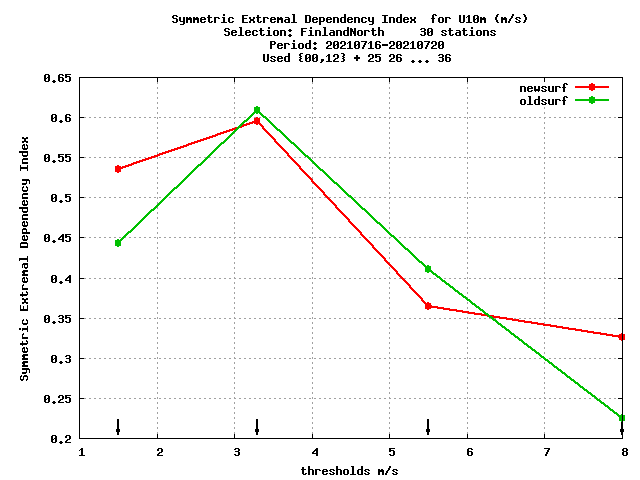 Symmetric Extremal Dependency Index  for U10m (m/s)
Selection: FinlandNorth     30 stations
Period: 20210716-20210720
Used {00,12} + 25 26 ... 36
newsurf
oldsurf
Symmetric Extremal Dependency Index
0.65
0.6
0.55
0.5
0.45
0.4
0.35
0.3
0.25
0.2
1 2 3 4 5 6 7 8
thresholds m/s